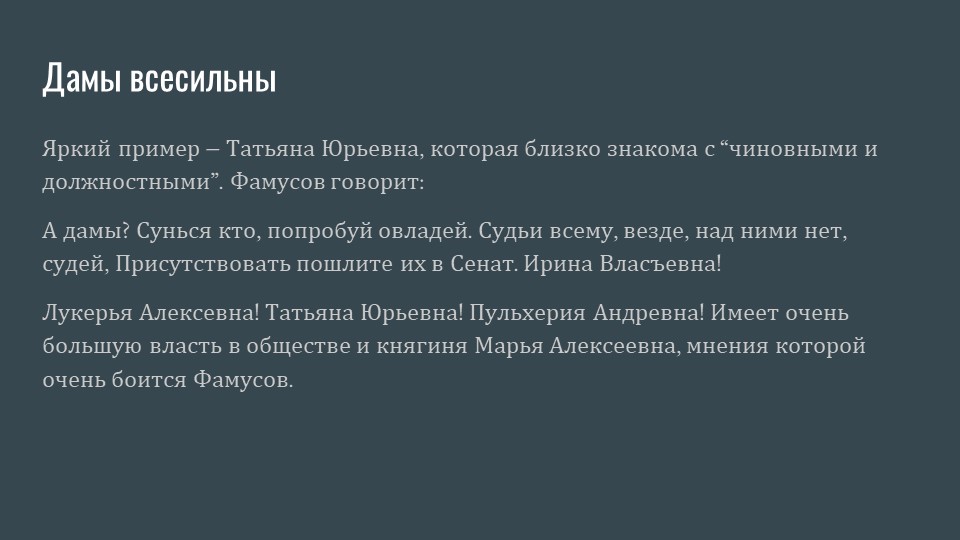 Дамы всесильны
Яркий пример – Татьяна Юрьевна, которая близко знакома с “чиновными и
должностными”. Фамусов говорит:
А дамы? Сунься кто, попробуй овладей. Судьи всему, везде, над ними нет,
судей, Присутствовать пошлите их в Сенат. Ирина Власъевна!
Лукерья Алексевна! Татьяна Юрьевна! Пульхерия Андревна! Имеет очень
большую власть в обществе и княгиня Марья Алексеевна, мнения которой
очень боится Фамусов.